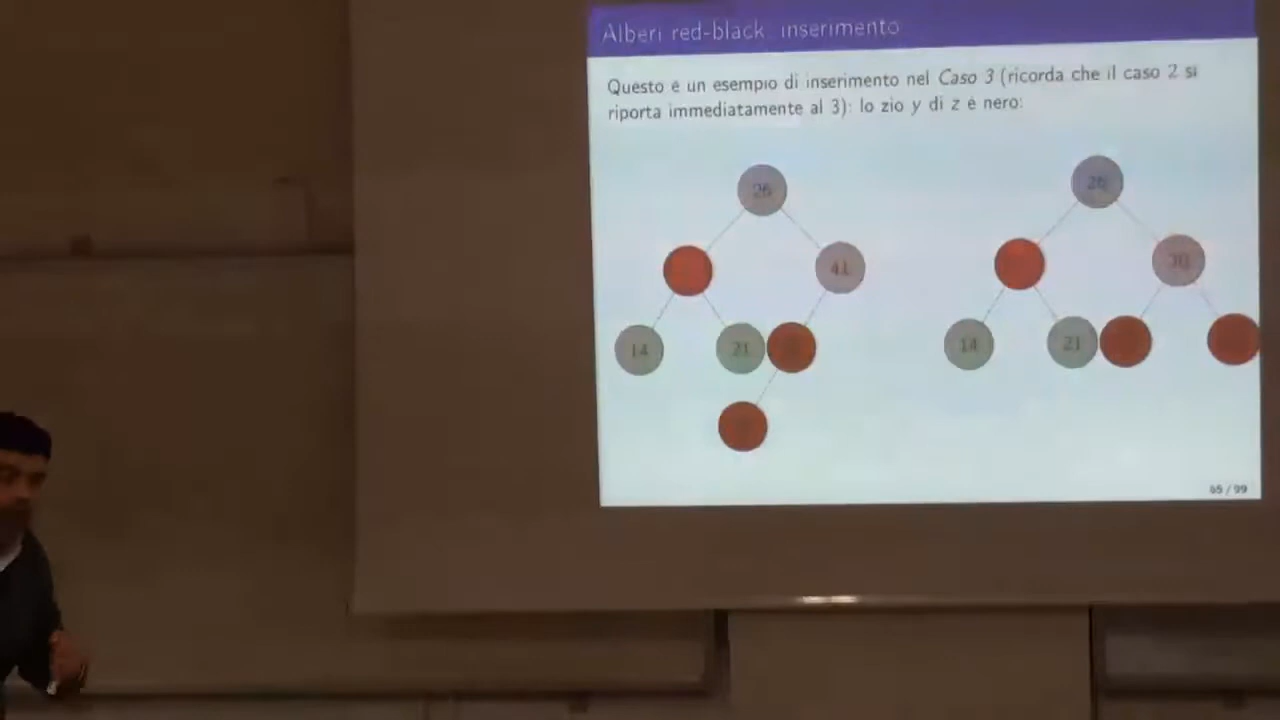 Alberi red-black: inserimento
Questo è un esempio di inserimento nel Caso 3 (ricorda che il caso 2 si
riporta immediatamente al 3): lo zio y di z è nero:
26
41
14
21
26
30
14
21
65 / 99